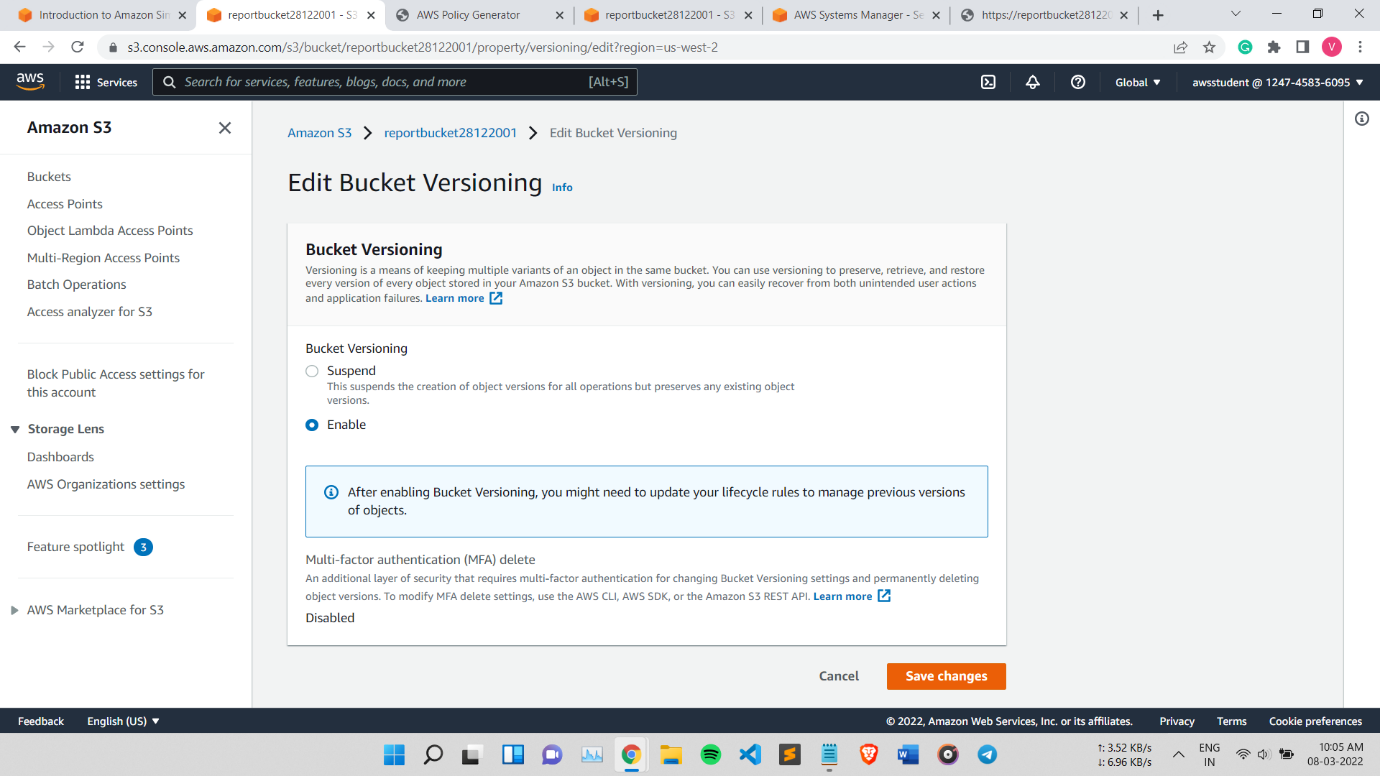 Introduction to Amazon Sim
reportbucket28122001 - S3
AWS Policy Generator
reportbucket28122001 - S3
AWS Systems Manager - Se
https://reportbucket281220
s3.console.aws.amazon.com/s3/bucket/reportbucket28122001/property/versioning/edit?region=us-west-2
V
aws
Services
Search for services, features, blogs, docs, and more
[Alt+S]
Global
awsstudent @ 1247-4583-6095
Amazon S3
Buckets
Access Points
Object Lambda Access Points
Multi-Region Access Points
Batch Operations
Access analyzer for S3
Block Public Access settings for
this account
Storage Lens
Dashboards
AWS Organizations settings
Feature spotlight 3
AWS Marketplace for S3
Amazon S3 > reportbucket28122001 > Edit Bucket Versioning
Edit Bucket Versioning Info
Bucket Versioning
Versioning is a means of keeping multiple variants of an object in the same bucket. You can use versioning to preserve, retrieve, and restore
every version of every object stored in your Amazon S3 bucket. With versioning, you can easily recover from both unintended user actions
and application failures. Learn more
Bucket Versioning
Suspend
This suspends the creation of object versions for all operations but preserves any existing object
versions.
Enable
After enabling Bucket Versioning, you might need to update your lifecycle rules to manage previous versions
of objects.
Multi-factor authentication (MFA) delete
An additional layer of security that requires multi-factor authentication for changing Bucket Versioning settings and permanently deleting
object versions. To modify MFA delete settings, use the AWS CLI, AWS SDK, or the Amazon S3 REST API. Learn more
Disabled
Cancel
Save changes
Feedback
English (US)
© 2022, Amazon Web Services, Inc. or its affiliates.
Privacy
Terms
Cookie preferences
↑: 3.52 KB/s
↓: 6.96 KB/s
ENG
IN
10:05 AM
08-03-2022